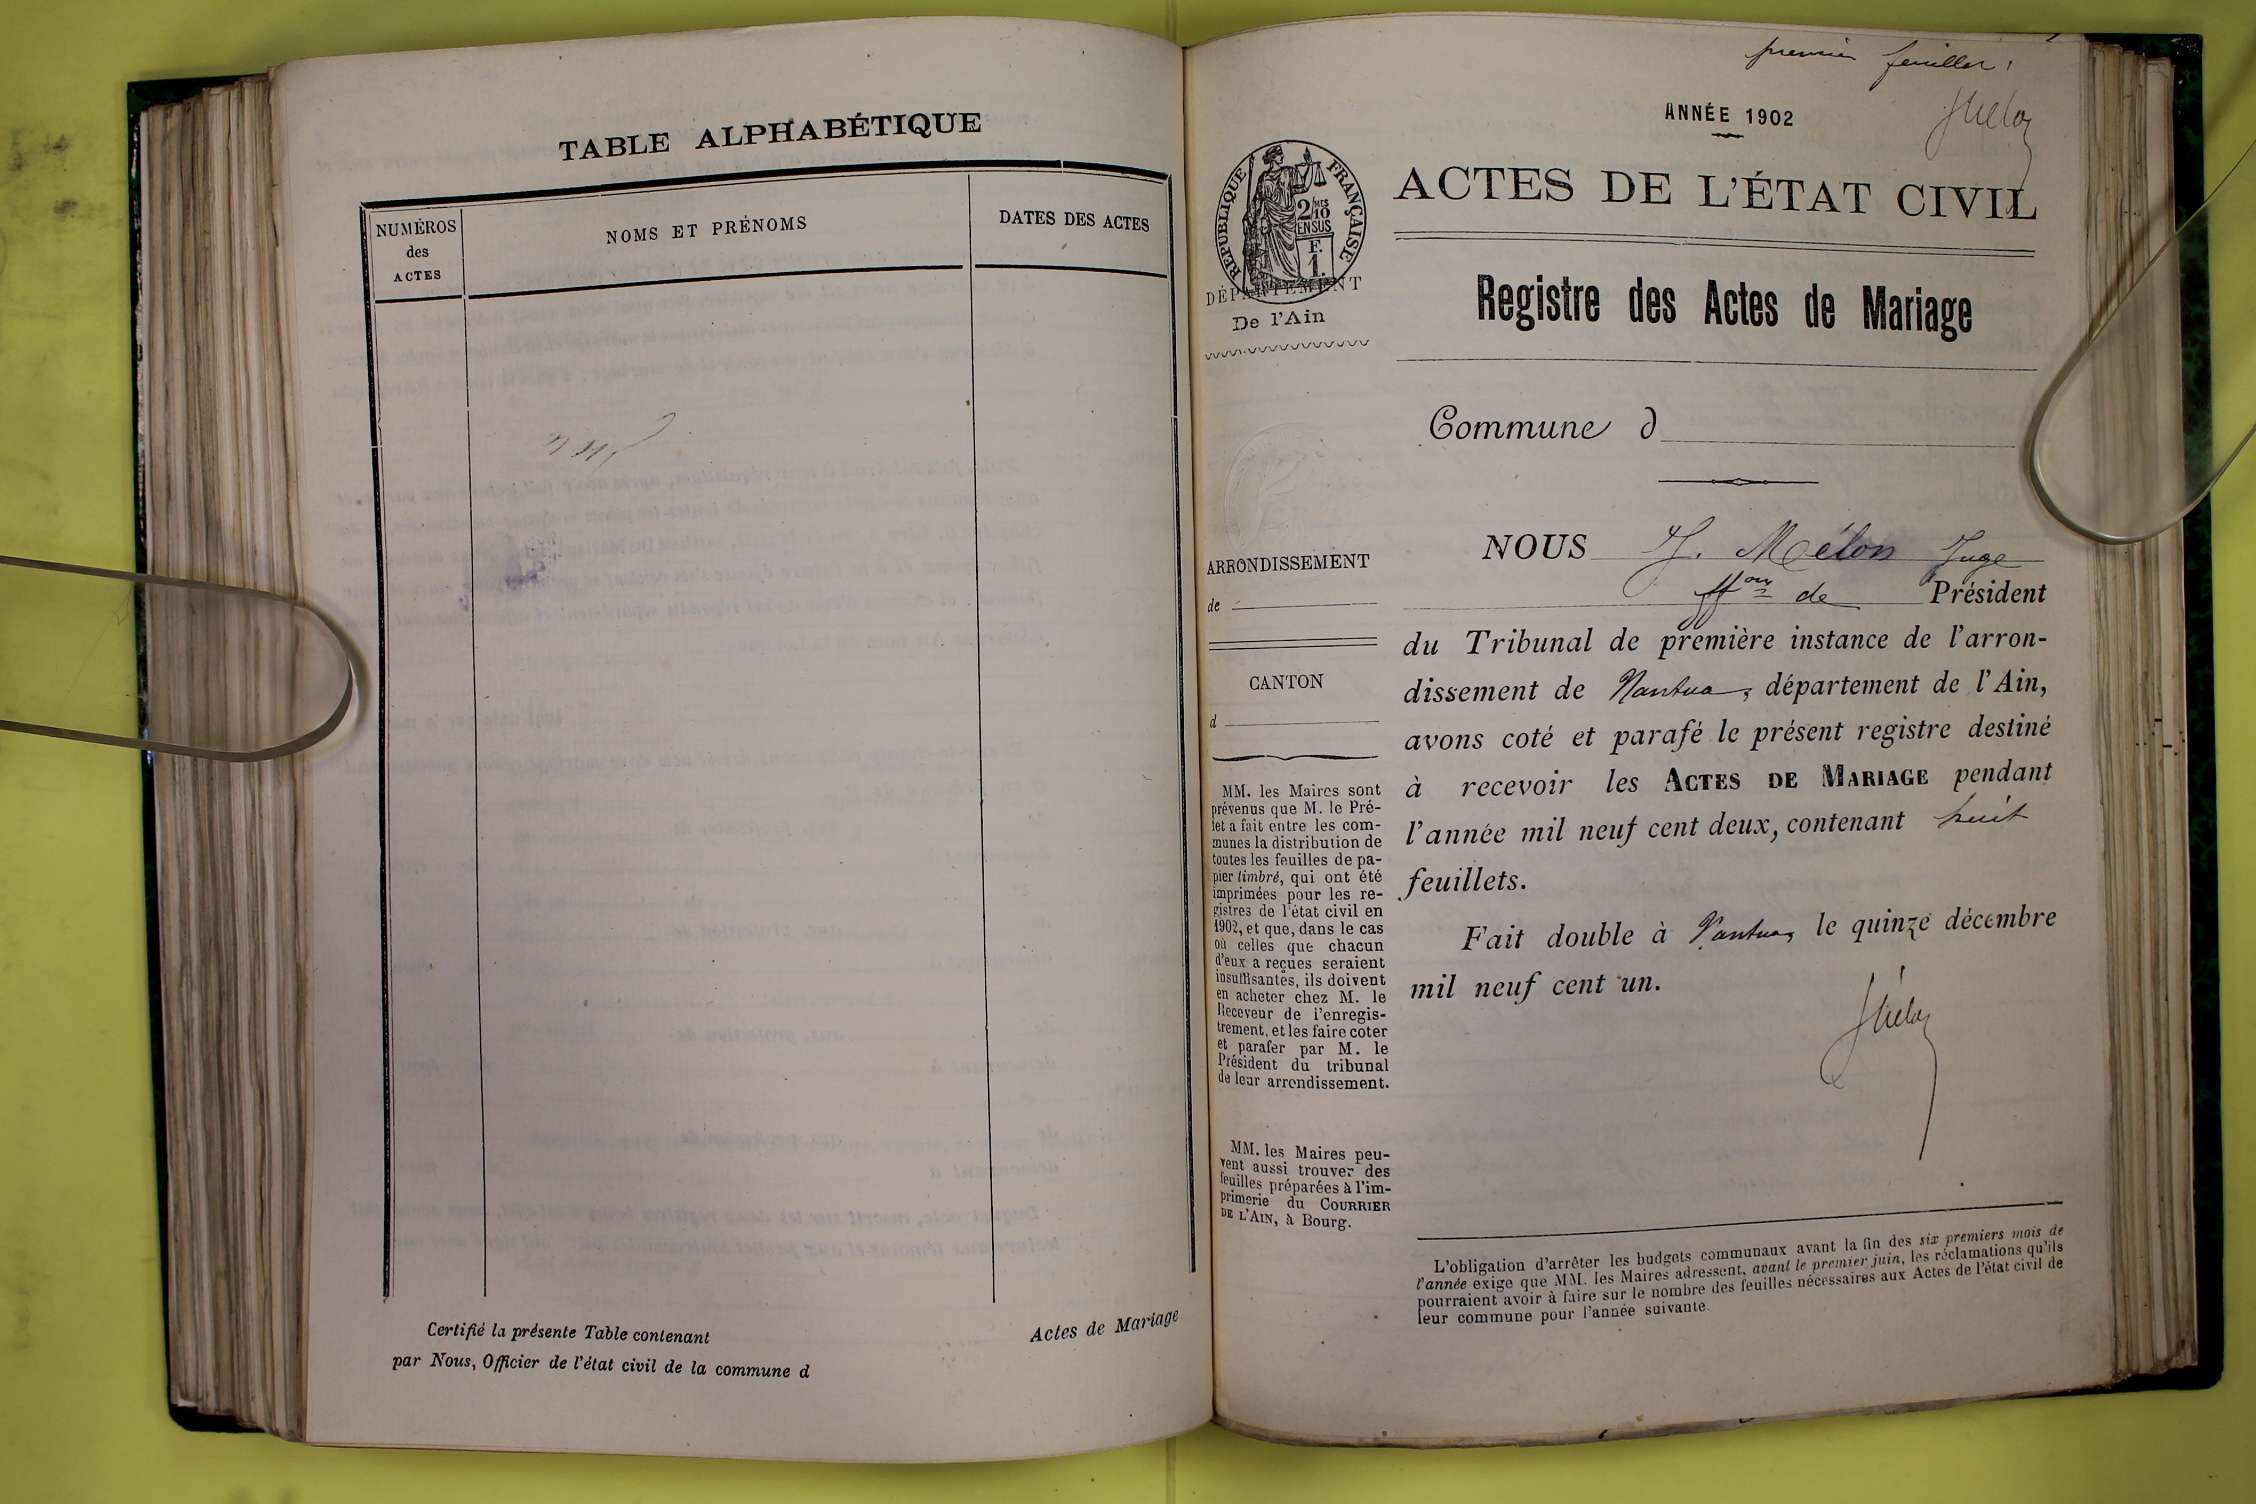 TABLE ALPHABÉTIQUE
NUMÉROS
des
ACTES
NOMS ET PRÉNOMS
DATES DES ACTES
Certifié la présente Table contenant
Actes de Mariage
par Nous, Officier de l'état civil de la commune d
premier feuillet
ANNÉE 1902
ACTES DE L'ÉTAT CIVIL
RÉPUBLIQUE FRANÇAISE
2/10MES
EN SUS
F.
1.
DÉPARTEMENT
De l'Ain
Registre des Actes de Mariage
Commune d
ARRONDISSEMENT
de
CANTON
d
MM. les Maires sont
prévenus que M. le Pré-
fet a fait entre les com-
munes la distribution de
toutes les feuilles de pa-
pier timbré, qui ont été
imprimées pour les re-
gistres de l'état civil en
1902, et que, dans le cas
où celles que chacun
d'eux a reçues seraient
insuffisantes, ils doivent
en acheter chez M. le
Receveur de l'enregis-
trement, et les faire coter
et parafer par M. le
Président du tribunal
de leur arrondissement.
MM. les Maires peu-
vent aussi trouver des
feuilles préparées à l'im-
primerie du COURRIER
DE L'AIN, à Bourg.
NOUS J. Mélon Juge
ffon de Président
du Tribunal de première instance de l'arron-
dissement de Nantua, département de l'Ain,
avons coté et parafé le présent registre destiné
à recevoir les ACTES DE MARIAGE pendant
l'année mil neuf cent deux, contenant huit
feuillets.
Fait double à Nantua, le quinze décembre
mil neuf cent un.
L'obligation d'arrêter les budgets communaux avant la fin des six premiers mois de
l'année exige que MM. les Maires adressent, avant le premier juin, les réclamations qu'ils
pourraient avoir à faire sur le nombre des feuilles nécessaires aux Actes de l'état civil de
leur commune pour l'année suivante.